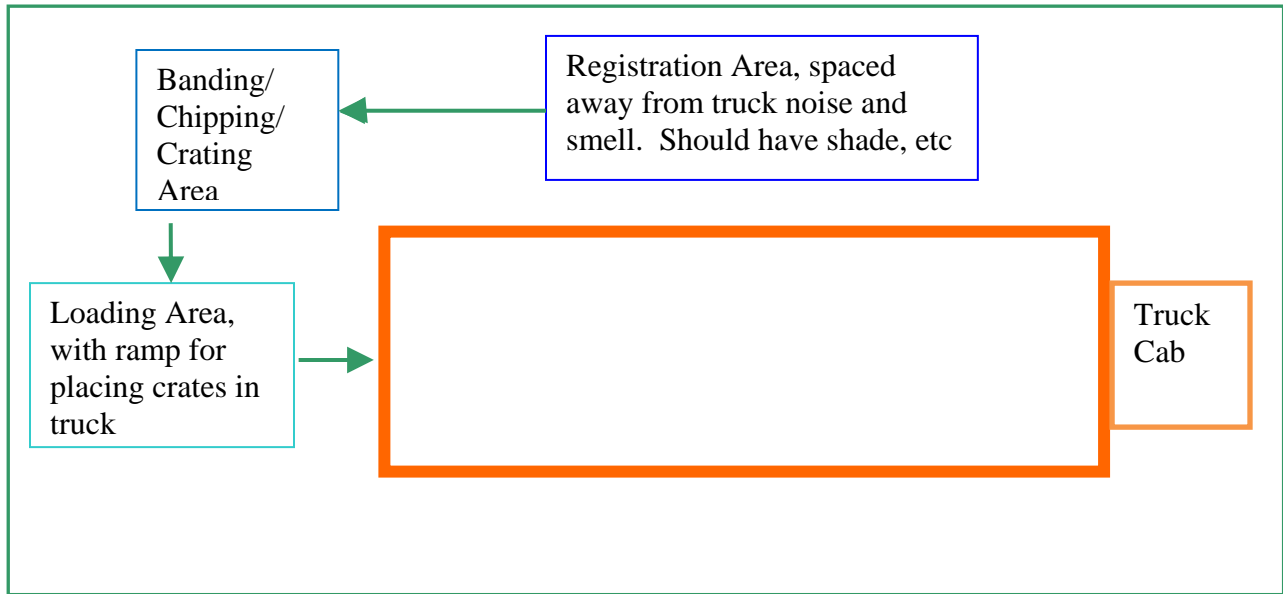 Banding/
Chipping/
Crating
Area
Registration Area, spaced
away from truck noise and
smell.  Should have shade, etc
Loading Area,
with ramp for
placing crates in
truck
Truck
Cab